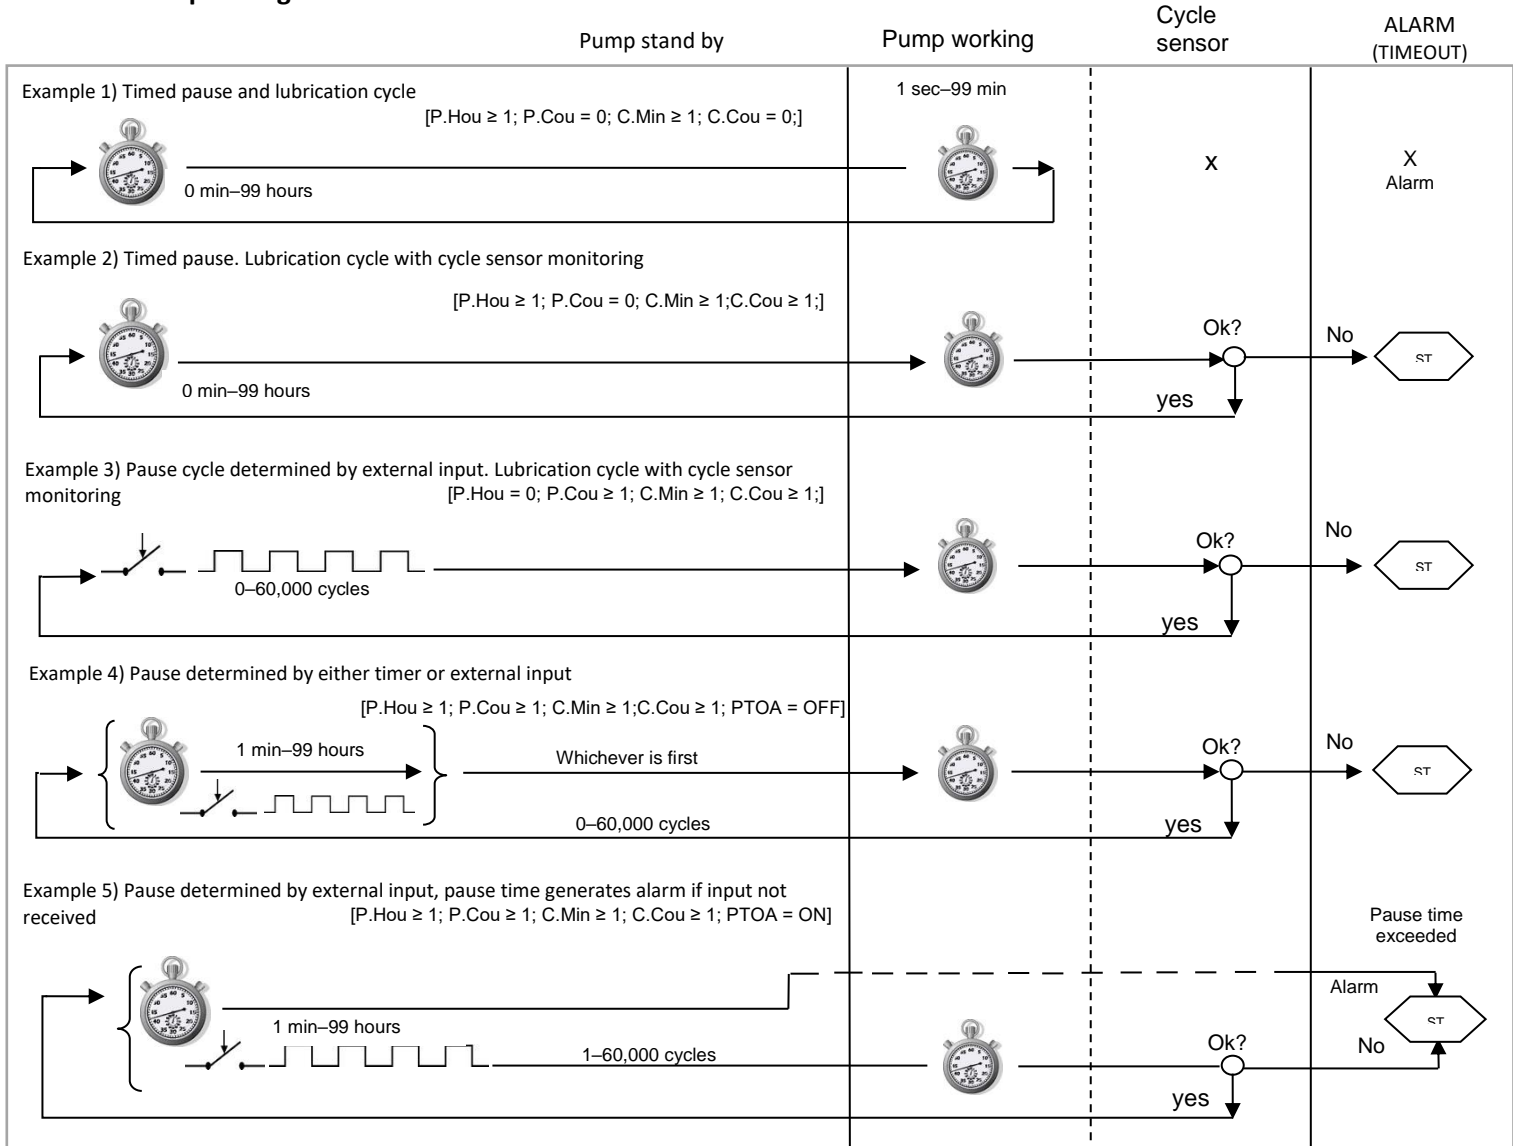 Pump stand by
Pump working
Cycle
sensor
ALARM
(TIMEOUT)
Example 1) Timed pause and lubrication cycle
[P.Hou ≥ 1; P.Cou = 0; C.Min ≥ 1; C.Cou = 0;]
1 sec–99 min
0 min–99 hours
x
X
Alarm
Example 2) Timed pause. Lubrication cycle with cycle sensor monitoring
[P.Hou ≥ 1; P.Cou = 0; C.Min ≥ 1;C.Cou ≥ 1;]
0 min–99 hours
Ok?
yes
No
Example 3) Pause cycle determined by external input. Lubrication cycle with cycle sensor
monitoring
[P.Hou = 0; P.Cou ≥ 1; C.Min ≥ 1; C.Cou ≥ 1;]
0–60,000 cycles
Ok?
yes
No
Example 4) Pause determined by either timer or external input
[P.Hou ≥ 1; P.Cou ≥ 1; C.Min ≥ 1;C.Cou ≥ 1; PTOA = OFF]
1 min–99 hours
Whichever is first
0–60,000 cycles
Ok?
yes
No
Example 5) Pause determined by external input, pause time generates alarm if input not
received
[P.Hou ≥ 1; P.Cou ≥ 1; C.Min ≥ 1; C.Cou ≥ 1; PTOA = ON]
Pause time
exceeded
Alarm
1 min–99 hours
1–60,000 cycles
Ok?
yes
No